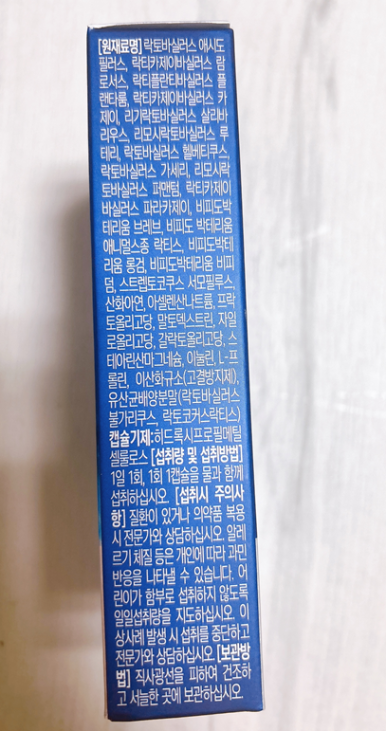 [원재료명] 락토바실러스 애시도
필러스, 락티카제이바실러스 람
로서스, 락티플란티바실러스 플
랜타룸, 락티카제이바실러스 카
제이, 리기락토바실러스 살리바
리우스, 리모시락토바실러스 루
테리, 락토바실러스 헬베티쿠스,
락토바실러스 가세리, 리모시락
토바실러스 퍼맨텀, 락티카제이
바실러스 파라카제이, 비피도박
테리움 브레브, 비피도 박테리움
애니멀스종 락티스, 비피도박테
리움 롱검, 비피도박테리움 비피
덤, 스트렙토코쿠스 서모필루스,
산화아연, 아셀렌산나트륨, 프락
토올리고당, 말토덱스트린, 자일
로올리고당, 갈락토올리고당, 스
테아린산마그네슘, 이눌린, L-프
롤린, 이산화규소(고결방지제),
유산균배양분말(락토바실러스
불가리쿠스, 락토코커스락티스)
캡슐기제:히드록시프로필메틸
셀룰로스 [섭취량 및 섭취방법]
1일 1회, 1회 1캡슐을 물과 함께
섭취하십시오. [섭취시 주의사
항] 질환이 있거나 의약품 복용
시 전문가와 상담하십시오. 알레
르기 체질 등은 개인에 따라 과민
반응을 나타낼 수 있습니다. 어
린이가 함부로 섭취하지 않도록
일일섭취량을 지도하십시오. 이
상사례 발생 시 섭취를 중단하고
전문가와 상담하십시오 [보관방
법] 직사광선을 피하여 건조하
고 서늘한 곳에 보관하십시오.